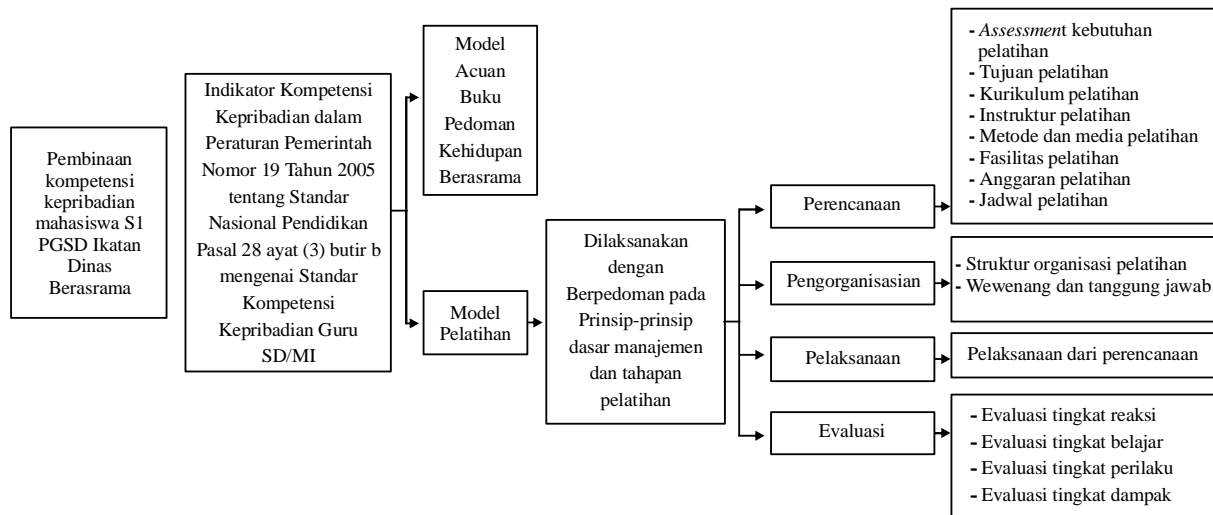 Pembinaan
kompetensi
kepribadian
mahasiswa S1
PGSD Ikatan
Dinas
Berasrama
Indikator Kompetensi
Kepribadian dalam
Peraturan Pemerintah
Nomor 19 Tahun 2005
tentang Standar
Nasional Pendidikan
Pasal 28 ayat (3) butir b
mengenai Standar
Kompetensi
Kepribadian Guru
SD/MI
Model
Acuan
Buku
Pedoman
Kehidupan
Berasrama
Model
Pelatihan
Dilaksanakan
dengan
Berpedoman pada
Prinsip-prinsip
dasar manajemen
dan tahapan
pelatihan
Perencanaan
- Assessment kebutuhan
pelatihan
- Tujuan pelatihan
- Kurikulum pelatihan
- Instruktur pelatihan
- Metode dan media pelatihan
- Fasilitas pelatihan
- Anggaran pelatihan
- Jadwal pelatihan
Pengorganisasian
- Struktur organisasi pelatihan
- Wewenang dan tanggung jawab
Pelaksanaan
Pelaksanaan dari perencanaan
Evaluasi
- Evaluasi tingkat reaksi
- Evaluasi tingkat belajar
- Evaluasi tingkat perilaku
- Evaluasi tingkat dampak